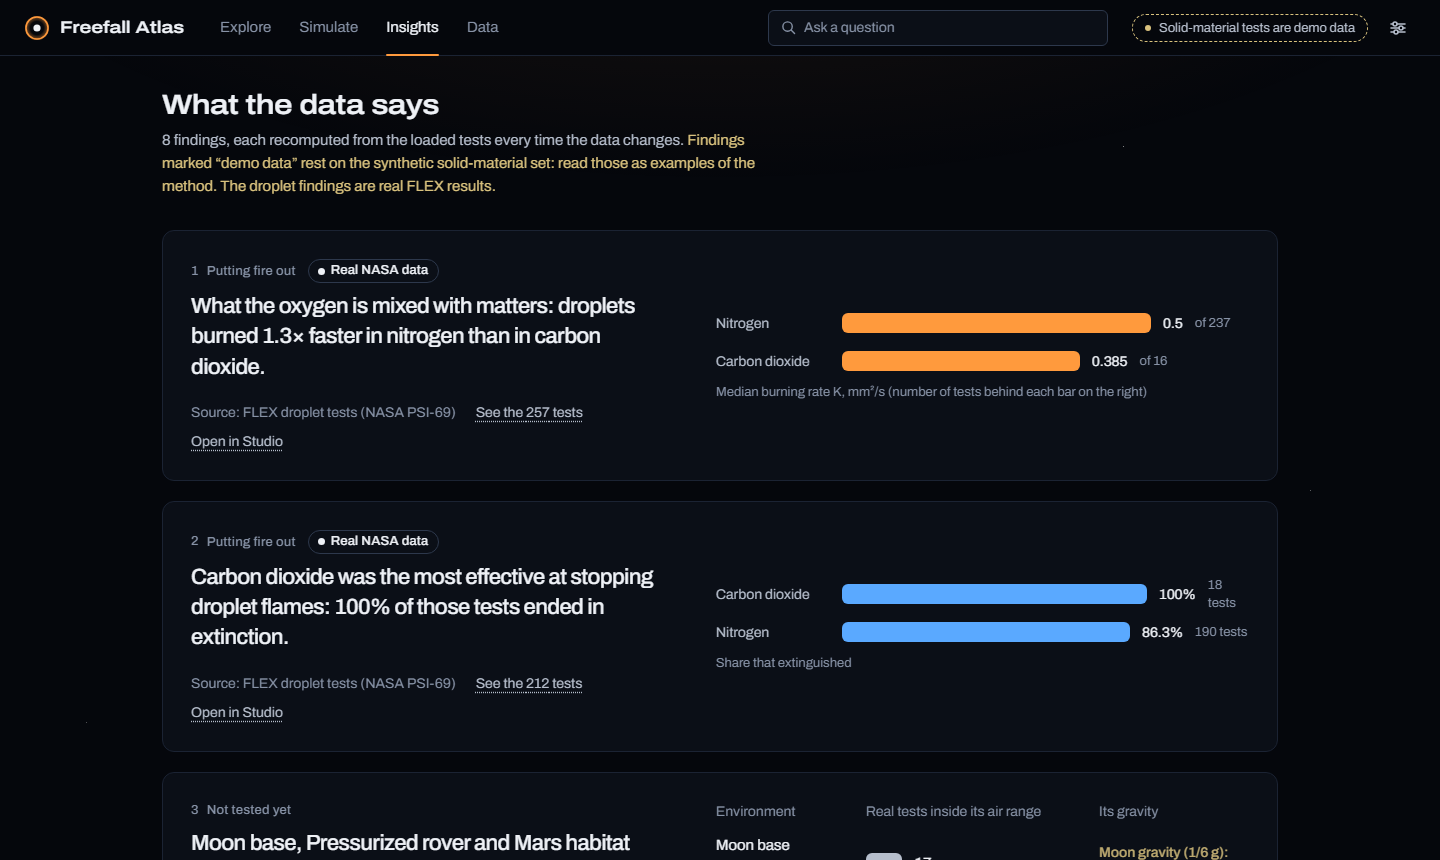 Freefall Atlas
Explore
Simulate
Insights
Data
Ask a question
Solid-material tests are demo data
What the data says
8 findings, each recomputed from the loaded tests every time the data changes. Findings
marked “demo data” rest on the synthetic solid-material set: read those as examples of the
method. The droplet findings are real FLEX results.
1 Putting fire out
Real NASA data
What the oxygen is mixed with matters: droplets
burned 1.3× faster in nitrogen than in carbon
dioxide.
Source: FLEX droplet tests (NASA PSI-69)
See the 257 tests
Open in Studio
Nitrogen
0.5
of 237
Carbon dioxide
0.385
of 16
Median burning rate K, mm²/s (number of tests behind each bar on the right)
2 Putting fire out
Real NASA data
Carbon dioxide was the most effective at stopping
droplet flames: 100% of those tests ended in
extinction.
Source: FLEX droplet tests (NASA PSI-69)
See the 212 tests
Open in Studio
Carbon dioxide
100%
18
tests
Nitrogen
86.3%
190 tests
Share that extinguished
3 Not tested yet
Moon base, Pressurized rover and Mars habitat
Environment
Real tests inside its air range
Its gravity
Moon base
Moon gravity (1/6 g):